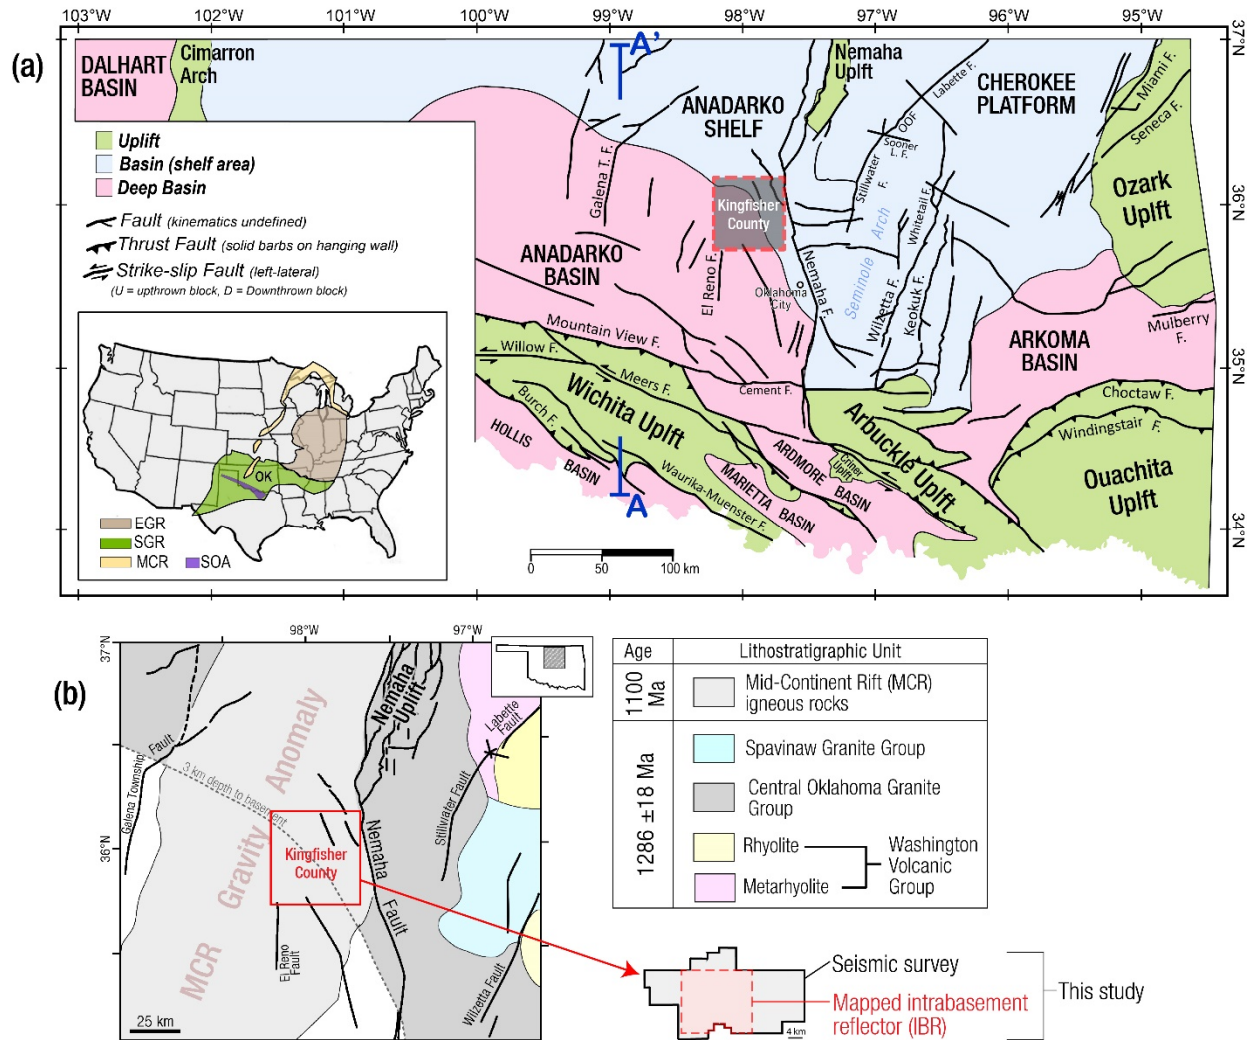 103°W 102°W 101°W 100°W 99°W 98°W 97°W 96°W 95°W
37°N
36°N
35°N
34°N
(a)
DALHART
BASIN
Cimarron
Arch
A'
Nemaha
Uplft
Labette F.
CHEROKEE
PLATFORM
Miami F.
Seneca F.
ANADARKO
SHELF
OOF
Sooner
L. F.
Stillwater
F.
Whitetail F.
Ozark
Uplft
Galena T. F.
Kingfisher
County
Seminole Arch
ANADARKO
BASIN
El Reno F.
Oklahoma
City
Nemaha F.
Wilzetta F.
Keokuk F.
Mulberry
F.
ARKOMA
BASIN
Mountain View F.
Willow F.
Meers F.
Cement F.
Choctaw F.
Windingstair F.
Burch F.
Wichita Uplft
Arbuckle Uplft
HOLLIS
BASIN
Criner
Uplift
ARDMORE
BASIN
MARIETTA
BASIN
Waurika-Muenster F.
Ouachita
Uplft
A
0 50 100 km
Uplift
Basin (shelf area)
Deep Basin
Fault (kinematics undefined)
Thrust Fault (solid barbs on hanging wall)
Strike-slip Fault (left-lateral)
(U = upthrown block, D = Downthrown block)
OK
EGR
SGR
MCR
SOA
(b)
98°W 97°W
37°N
36°N
Nemaha
Uplift
Labette
Fault
Galena Township Fault
3 km depth to basement
MCR Gravity Anomaly
Stillwater Fault
Kingfisher
County
Nemaha Fault
El Reno
Fault
Wilzetta Fault
25 km
Age Lithostratigraphic Unit
1100
Ma
Mid-Continent Rift (MCR)
igneous rocks
1286 ±18 Ma
Spavinaw Granite Group
Central Oklahoma Granite
Group
Rhyolite
Metarhyolite
Washington
Volcanic
Group
Seismic survey
Mapped intrabasement
reflector (IBR)
This study
4 km